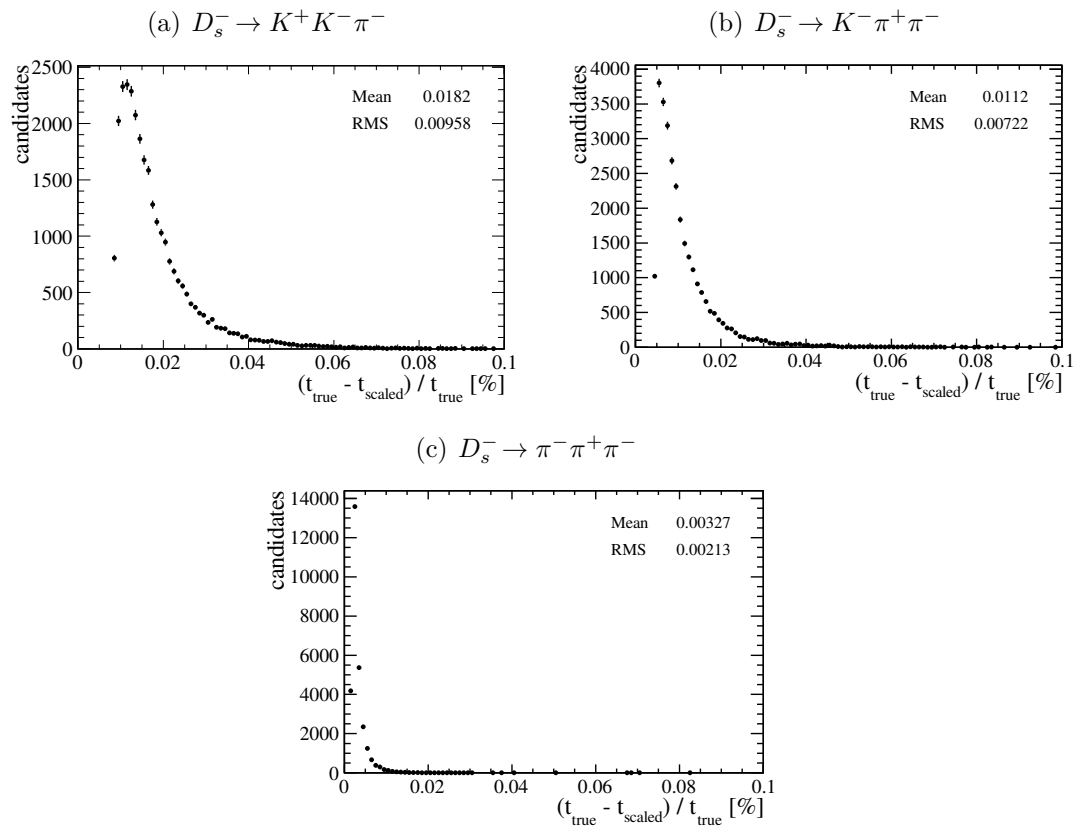 (a) D_s^- → K^+ K^- π^-
candidates
2500
2000
1500
1000
500
0
Mean 0.0182
RMS 0.00958
0 0.02 0.04 0.06 0.08 0.1
(t_true - t_scaled) / t_true [%]
(b) D_s^- → K^- π^+ π^-
candidates
4000
3500
3000
2500
2000
1500
1000
500
0
Mean 0.0112
RMS 0.00722
0 0.02 0.04 0.06 0.08 0.1
(t_true - t_scaled) / t_true [%]
(c) D_s^- → π^- π^+ π^-
candidates
14000
12000
10000
8000
6000
4000
2000
0
Mean 0.00327
RMS 0.00213
0 0.02 0.04 0.06 0.08 0.1
(t_true - t_scaled) / t_true [%]